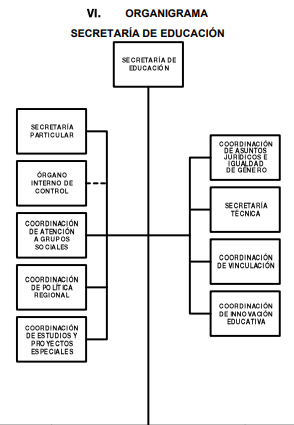 VI. ORGANIGRAMA
SECRETARÍA DE EDUCACIÓN
SECRETARÍA DE
EDUCACIÓN
SECRETARÍA
PARTICULAR
ÓRGANO
INTERNO DE
CONTROL
COORDINACIÓN
DE ATENCIÓN
A GRUPOS
SOCIALES
COORDINACIÓN
DE POLÍTICA
REGIONAL
COORDINACIÓN
DE ESTUDIOS Y
PROYECTOS
ESPECIALES
COORDINACIÓN
DE ASUNTOS
JURÍDICOS E
IGUALDAD
DE GÉNERO
SECRETARÍA
TÉCNICA
COORDINACIÓN
DE VINCULACIÓN
COORDINACIÓN
DE INNOVACIÓN
EDUCATIVA